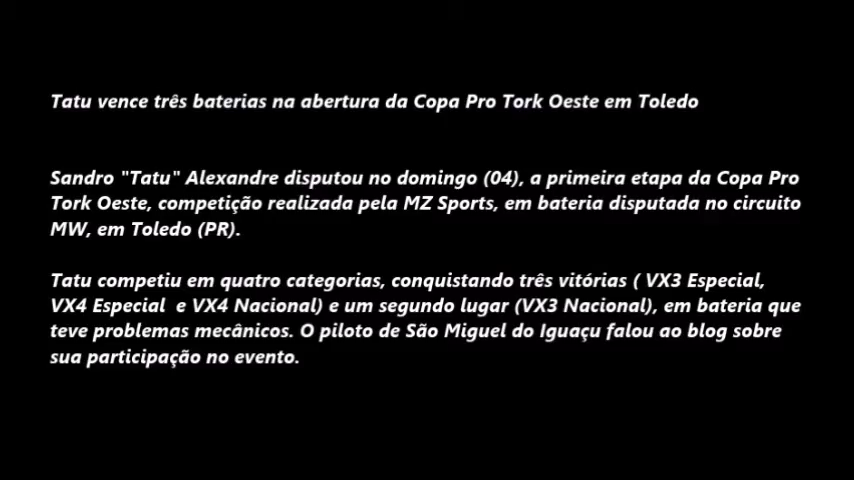 Tatu vence três baterias na abertura da Copa Pro Tork Oeste em Toledo
Sandro "Tatu" Alexandre disputou no domingo (04), a primeira etapa da Copa Pro
Tork Oeste, competição realizada pela MZ Sports, em bateria disputada no circuito
MW, em Toledo (PR).
Tatu competiu em quatro categorias, conquistando três vitórias ( VX3 Especial,
VX4 Especial  e VX4 Nacional) e um segundo lugar (VX3 Nacional), em bateria que
teve problemas mecânicos. O piloto de São Miguel do Iguaçu falou ao blog sobre
sua participação no evento.